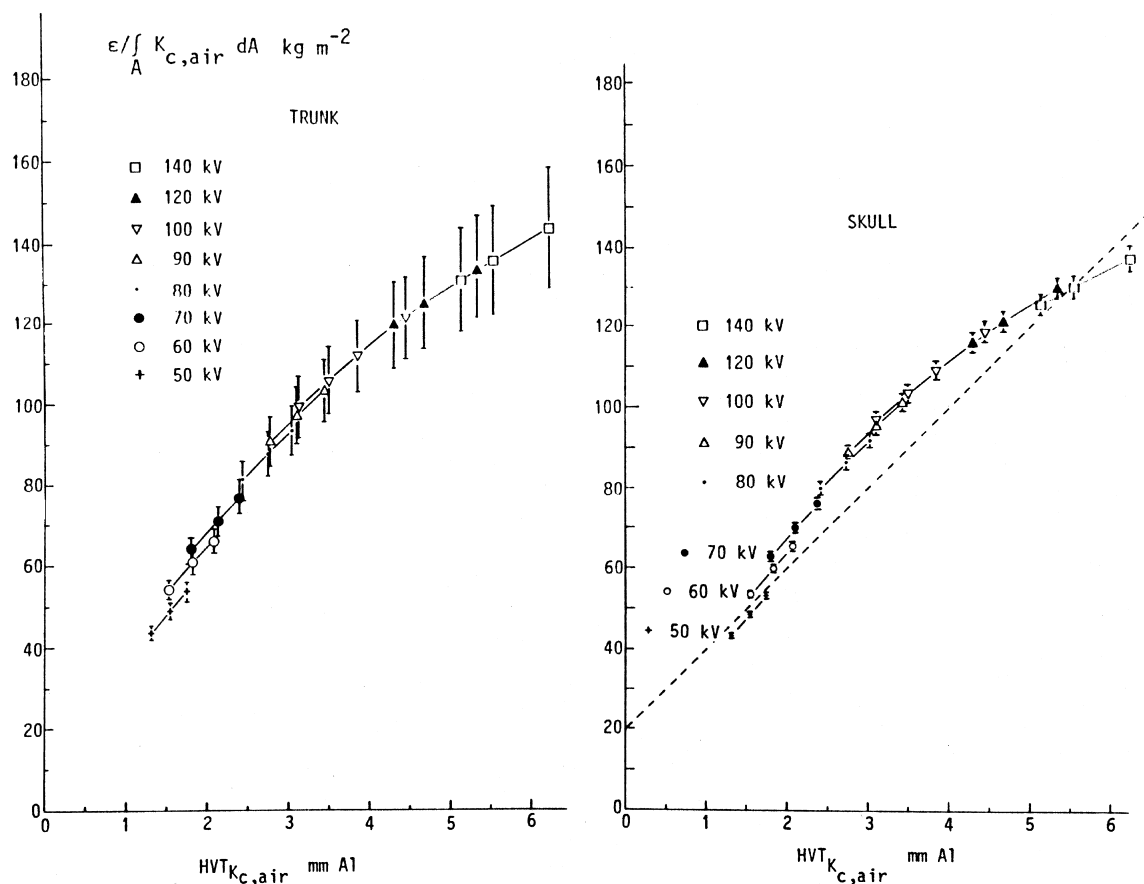 ε/∫ K_c,air dA kg m^-2
A
180
160
140
120
100
80
60
40
20
0
TRUNK
□ 140 kV
▲ 120 kV
▽ 100 kV
△ 90 kV
· 80 kV
● 70 kV
○ 60 kV
+ 50 kV
0 1 2 3 4 5 6
HVT_K_c,air mm Al
180
160
140
120
100
80
60
40
20
0
SKULL
□ 140 kV
▲ 120 kV
▽ 100 kV
△ 90 kV
· 80 kV
● 70 kV
○ 60 kV
+ 50 kV
0 1 2 3 4 5 6
HVT_K_c,air mm Al